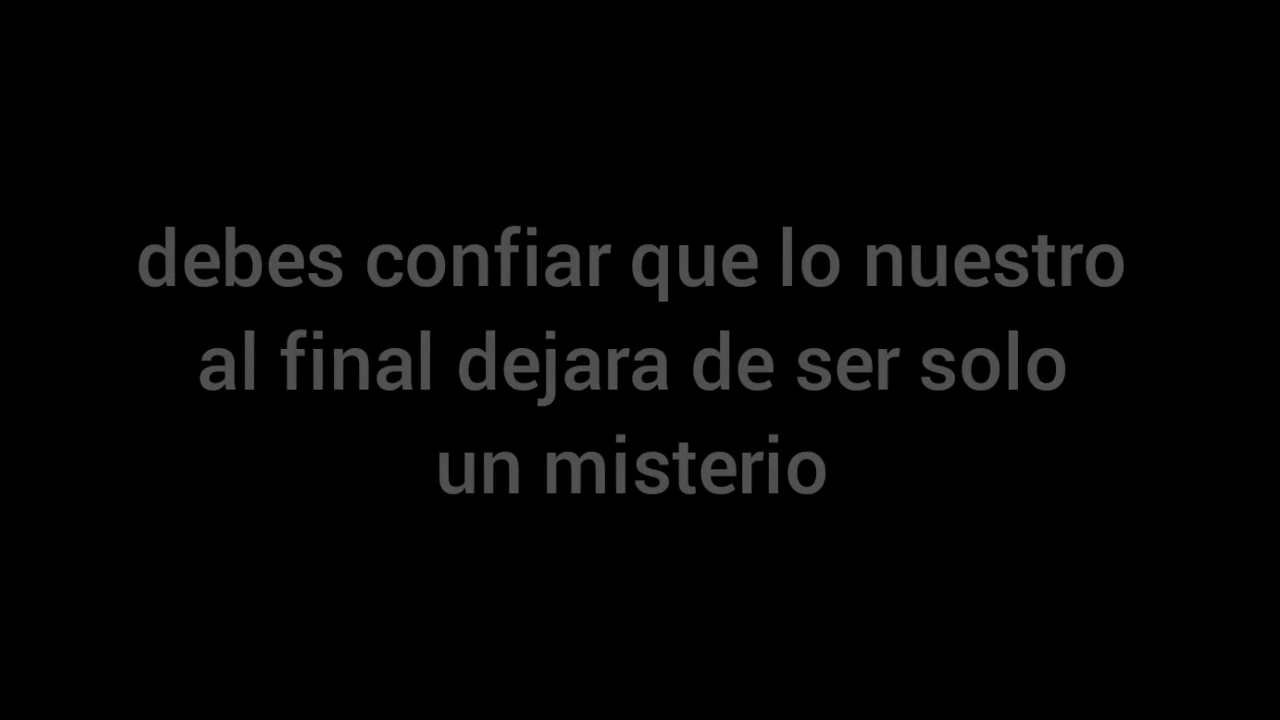 debes confiar que lo nuestro
al final dejara de ser solo
un misterio